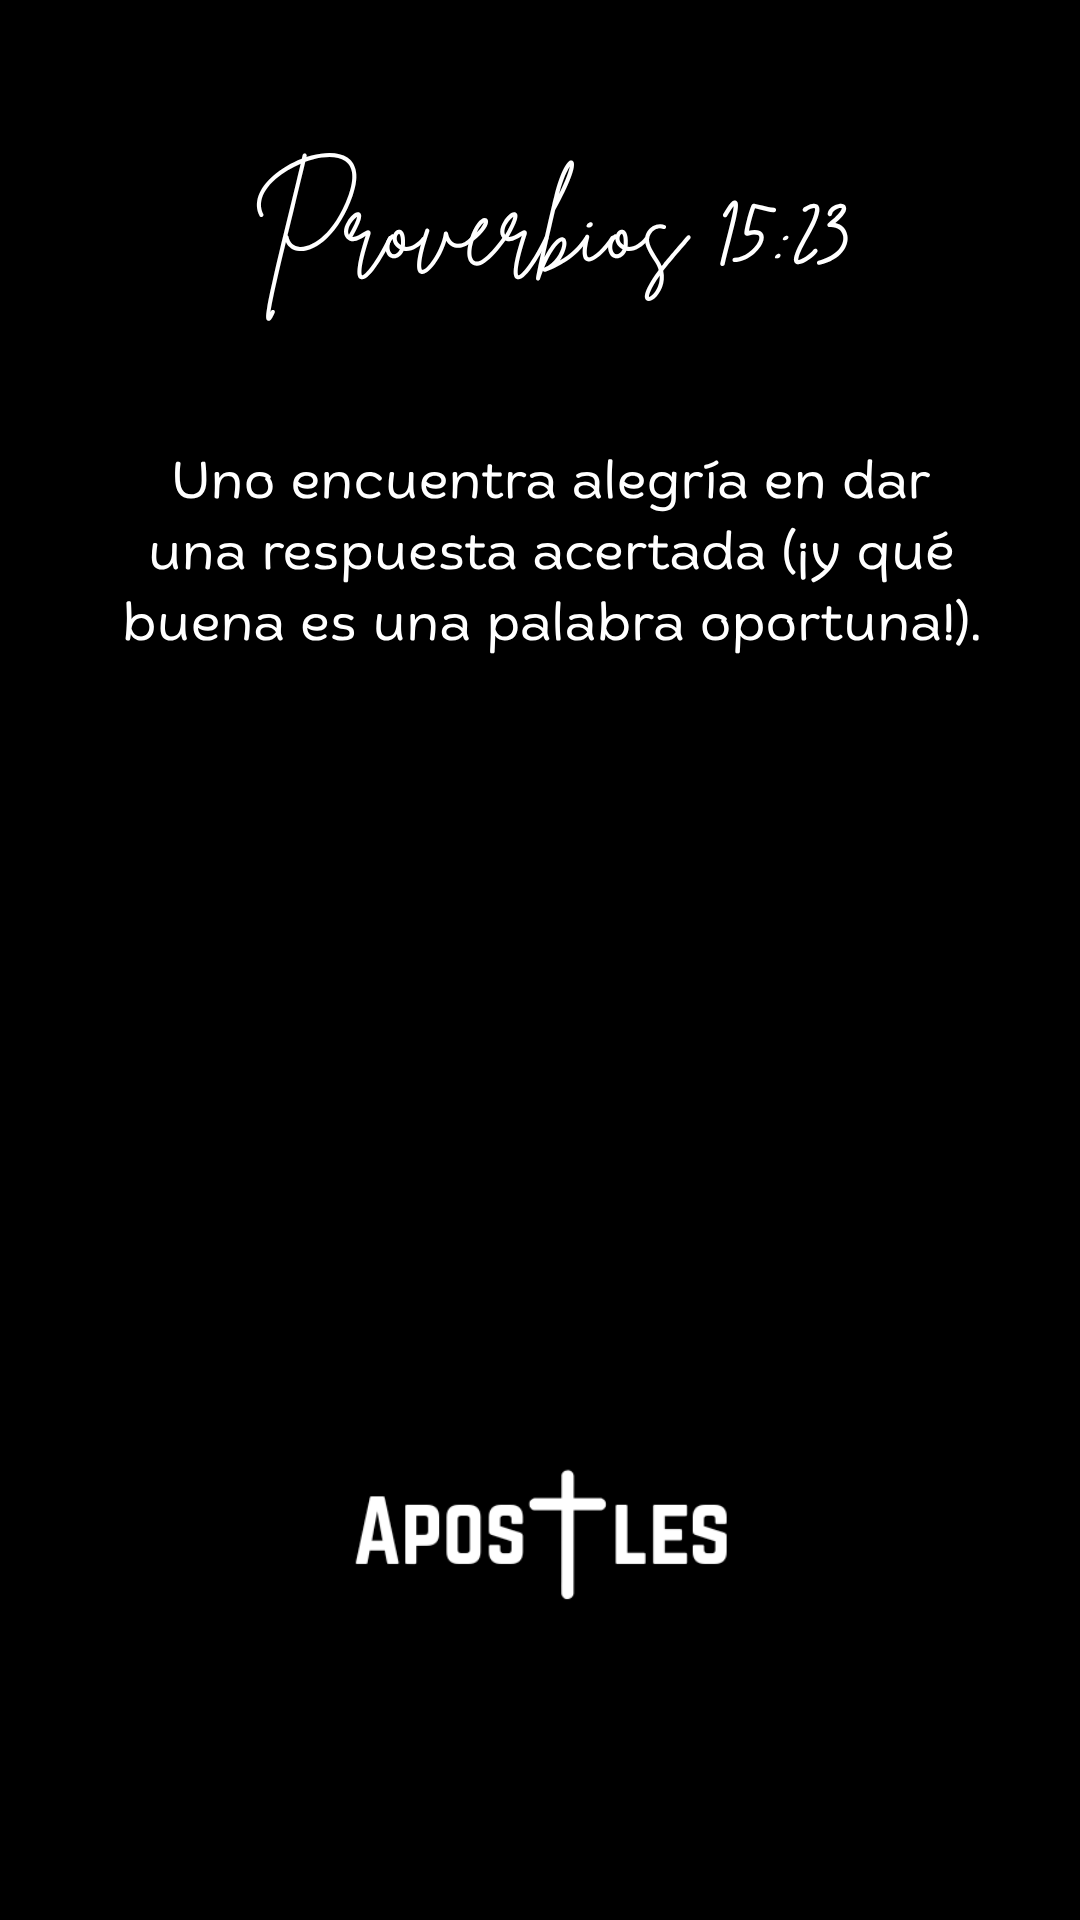 Proverbios 15:23
Uno encuentra alegría en dar
una respuesta acertada (¡y qué
buena es una palabra oportuna!).
APOSTLES